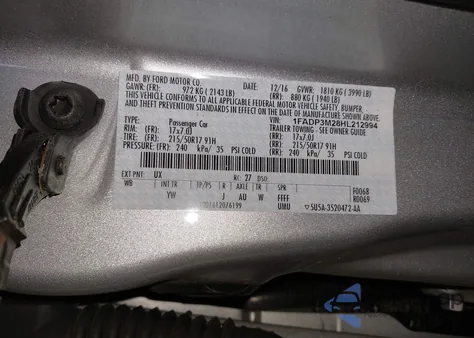 MFD. BY FORD MOTOR CO.
DATE: 12/16 GVWR: 1810 KG ( 3990 LB)
GAWR: (FR): 972 KG ( 2143 LB) (RR): 880 KG ( 1940 LB)
THIS VEHICLE CONFORMS TO ALL APPLICABLE FEDERAL MOTOR VEHICLE SAFETY, BUMPER,
AND THEFT PREVENTION STANDARDS IN EFFECT ON THE DATE OF MANUFACTURE SHOWN ABOVE.
VIN: 1FADP3M28HL212994
TYPE: Passenger Car TRAILER TOWING - SEE OWNER GUIDE
RIM: (FR): 17x7.0J (RR): 17x7.0J
TIR: (FR): 215/50R17 91H (RR): 215/50R17 91H
PRESSURE: (FR): 240 kPa/ 35 PSI COLD (RR): 240 kPa/ 35 PSI COLD
EXT PNT: UX RC: 27 DSO:
WB INT TR TP/PS R AXLE TR SPR F0068
YW J AU W FFFF R0069
UMU ▽5U5A-3520472-AA